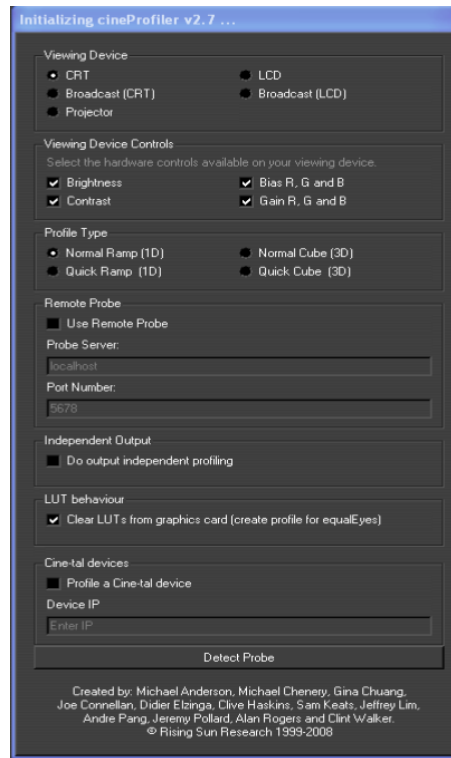 Initializing cineProfiler v2.7 ...
Viewing Device
CRT
LCD
Broadcast (CRT)
Broadcast (LCD)
Projector
Viewing Device Controls
Select the hardware controls available on your viewing device.
Brightness
Bias R, G and B
Contrast
Gain R, G and B
Profile Type
Normal Ramp (1D)
Normal Cube (3D)
Quick Ramp (1D)
Quick Cube (3D)
Remote Probe
Use Remote Probe
Probe Server:
localhost
Port Number:
5678
Independent Output
Do output independent profiling
LUT behaviour
Clear LUTs from graphics card (create profile for equalEyes)
Cine-tal devices
Profile a Cine-tal device
Device IP
Enter IP
Detect Probe
Created by: Michael Anderson, Michael Chenery, Gina Chuang,
Joe Connellan, Didier Elzinga, Clive Haskins, Sam Keats, Jeffrey Lim,
Andre Pang, Jeremy Pollard, Alan Rogers and Clint Walker.
© Rising Sun Research 1999-2008